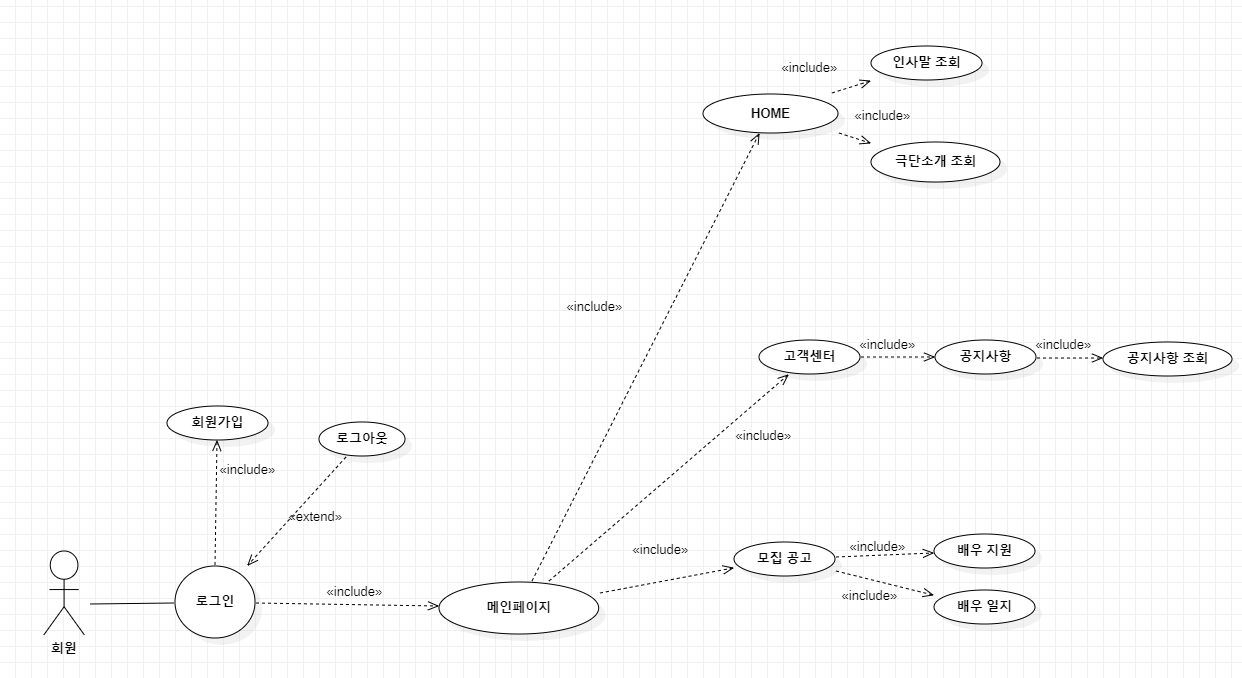 «include»
인사말 조회
HOME
«include»
극단소개 조회
«include»
고객센터
«include»
공지사항
«include»
공지사항 조회
«include»
회원가입
로그아웃
«include»
«extend»
회원
로그인
«include»
메인페이지
«include»
모집 공고
«include»
배우 지원
«include»
배우 일지